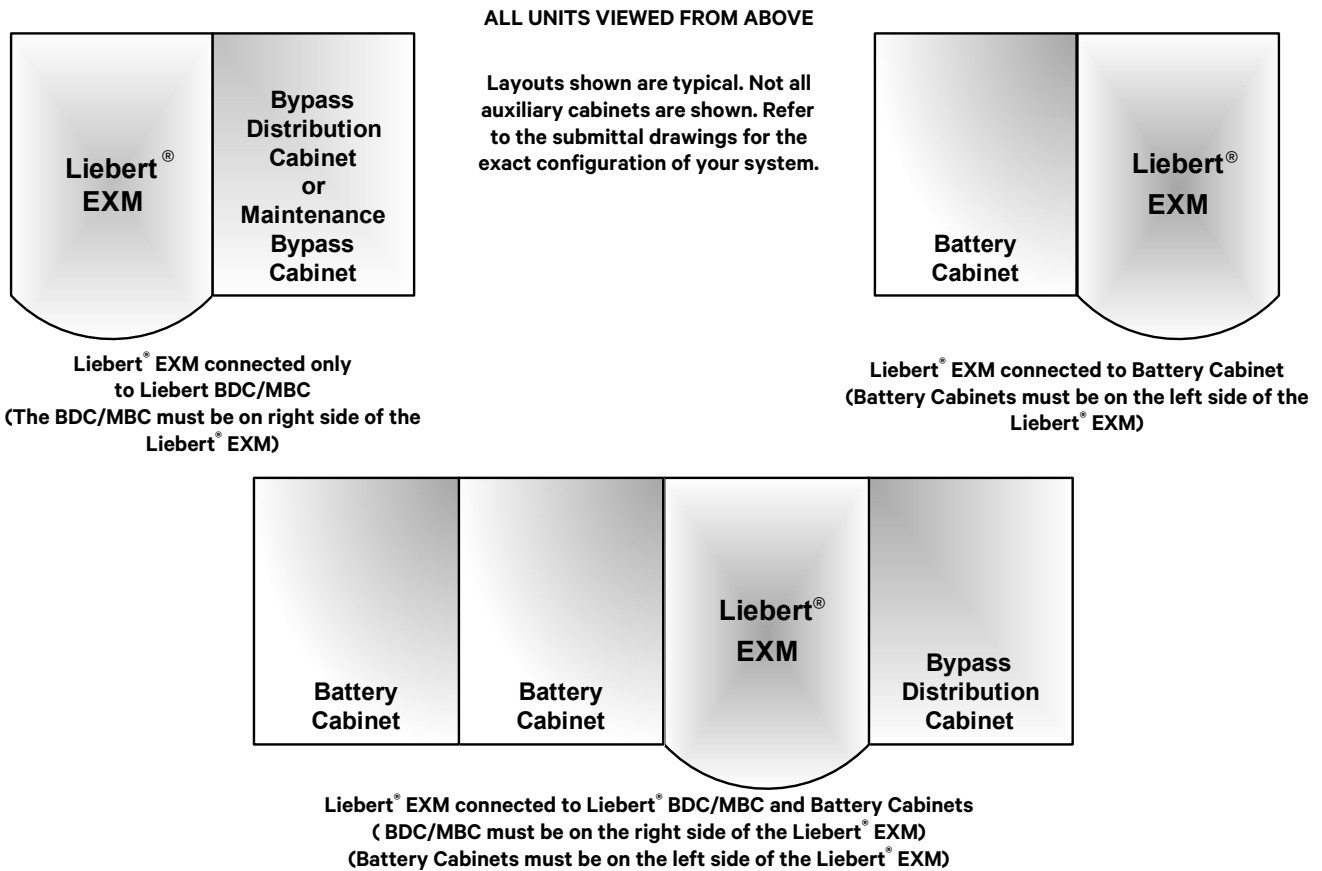 ALL UNITS VIEWED FROM ABOVE
Layouts shown are typical. Not all
auxiliary cabinets are shown. Refer
to the submittal drawings for the
exact configuration of your system.
Liebert®
EXM
Bypass
Distribution
Cabinet
or
Maintenance
Bypass
Cabinet
Liebert® EXM connected only
to Liebert BDC/MBC
(The BDC/MBC must be on right side of the
Liebert® EXM)
Battery
Cabinet
Liebert®
EXM
Liebert® EXM connected to Battery Cabinet
(Battery Cabinets must be on the left side of the
Liebert® EXM)
Battery
Cabinet
Battery
Cabinet
Liebert®
EXM
Bypass
Distribution
Cabinet
Liebert® EXM connected to Liebert® BDC/MBC and Battery Cabinets
( BDC/MBC must be on the right side of the Liebert® EXM)
(Battery Cabinets must be on the left side of the Liebert® EXM)